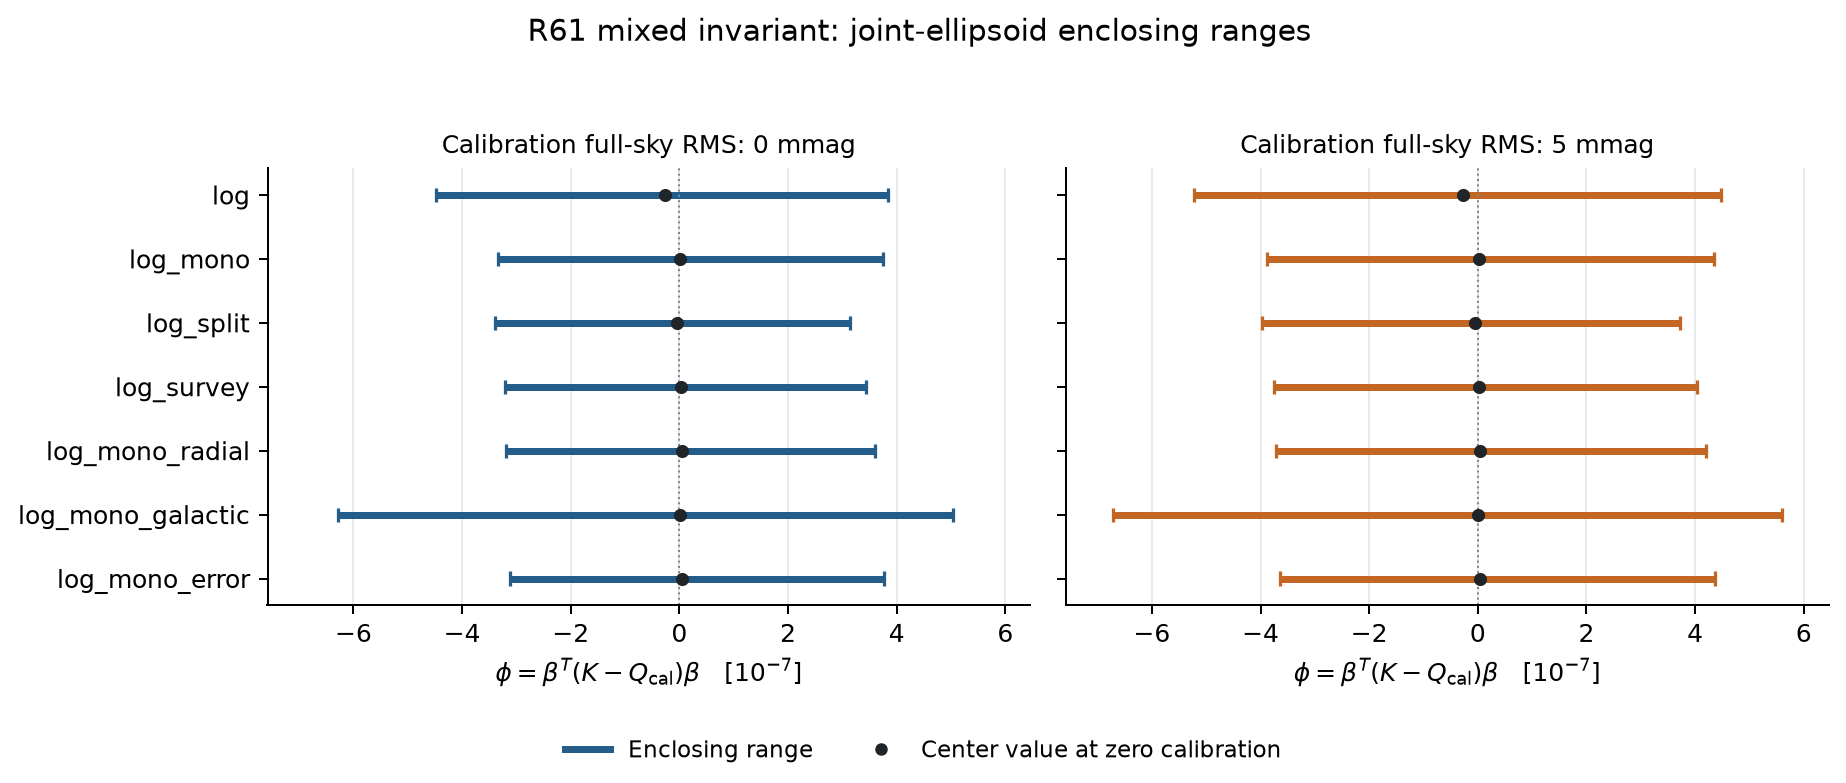 R61 mixed invariant: joint-ellipsoid enclosing ranges
Calibration full-sky RMS: 0 mmag
Calibration full-sky RMS: 5 mmag
log
log_mono
log_split
log_survey
log_mono_radial
log_mono_galactic
log_mono_error
−6 −4 −2 0 2 4 6
−6 −4 −2 0 2 4 6
ϕ = β^T(K − Q_cal)β [10^−7]
ϕ = β^T(K − Q_cal)β [10^−7]
Enclosing range
Center value at zero calibration